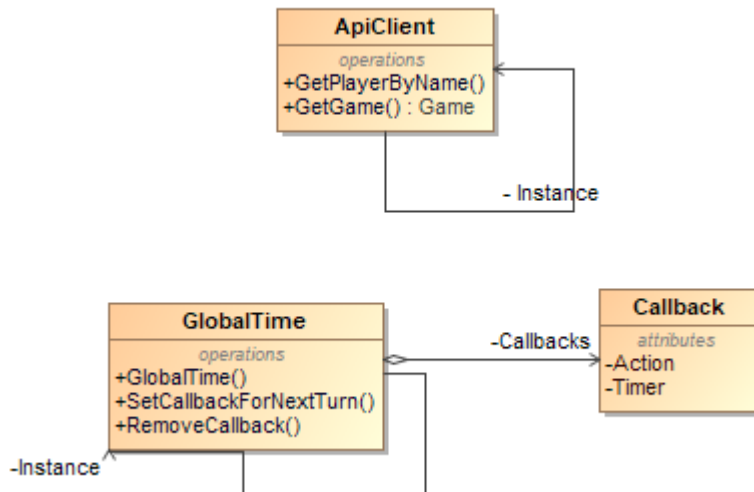 ApiClient
operations
+GetPlayerByName()
+GetGame() : Game
- Instance
GlobalTime
operations
+GlobalTime()
+SetCallbackForNextTurn()
+RemoveCallback()
-Instance
-Callbacks
Callback
attributes
-Action
-Timer